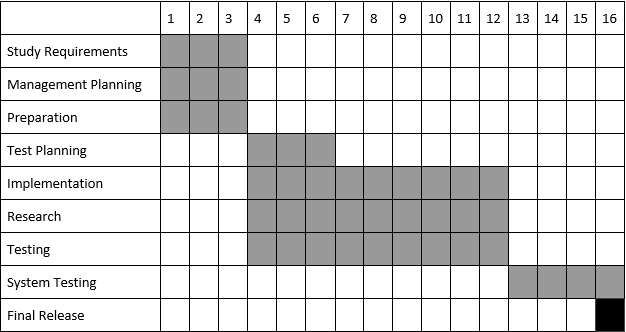 1 2 3 4 5 6 7 8 9 10 11 12 13 14 15 16
Study Requirements
Management Planning
Preparation
Test Planning
Implementation
Research
Testing
System Testing
Final Release